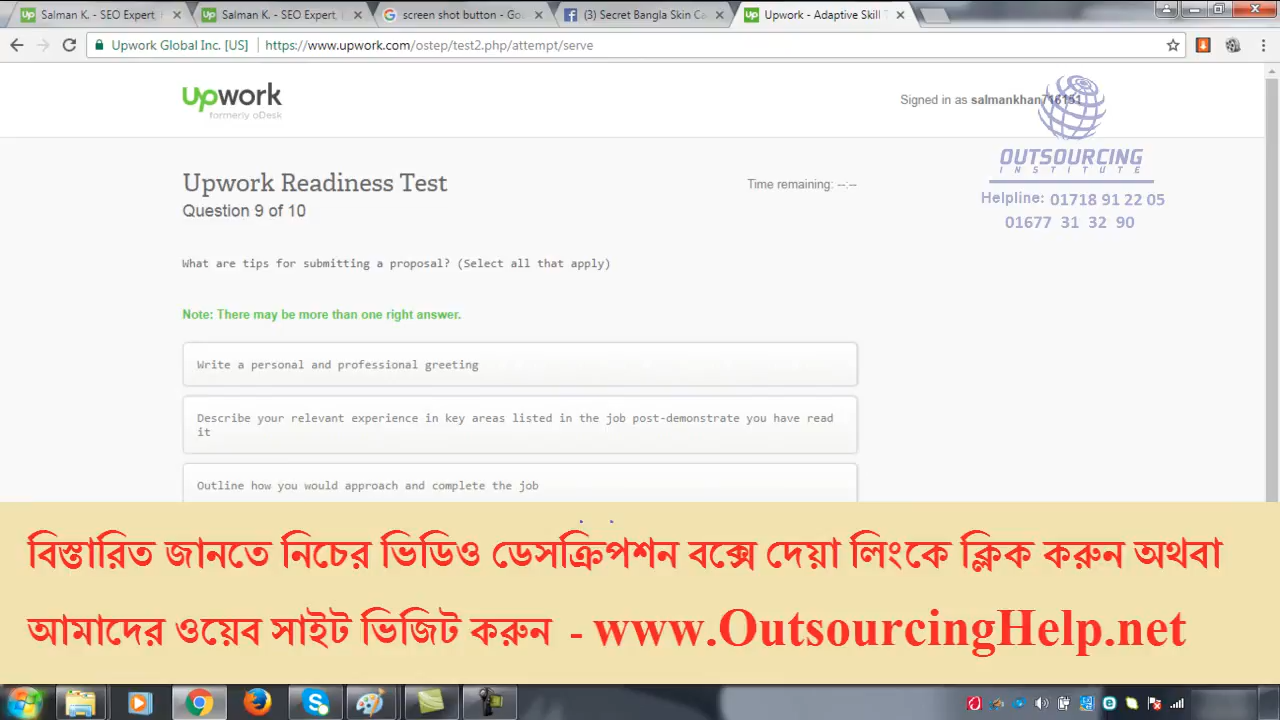 Salman K. - SEO Expert
Salman K. - SEO Expert,
screen shot button - Go
(3) Secret Bangla Skin Ca
Upwork - Adaptive Skill
Upwork Global Inc. [US]
https://www.upwork.com/ostep/test2.php/attempt/serve
Upwork
formerly oDesk
Signed in as salmankhan716151
OUTSOURCING
INSTITUTE
Upwork Readiness Test
Time remaining: --:--
Helpline: 01718 91 22 05
Question 9 of 10
01677 31 32 90
What are tips for submitting a proposal? (Select all that apply)
Note: There may be more than one right answer.
Write a personal and professional greeting
Describe your relevant experience in key areas listed in the job post-demonstrate you have read
it
Outline how you would approach and complete the job
বিস্তারিত জানতে নিচের ভিডিও ডেসক্রিপশন বক্সে দেয়া লিংকে ক্লিক করুন অথবা
আমাদের ওয়েব সাইট ভিজিট করুন - www.OutsourcingHelp.net